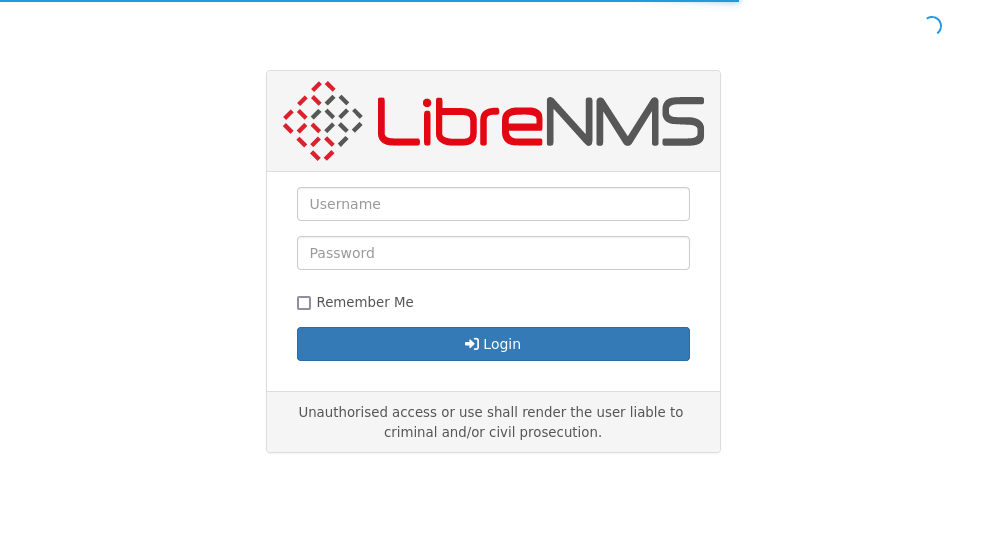 LibreNMS
Username
Password
Remember Me
Login
Unauthorised access or use shall render the user liable to
criminal and/or civil prosecution.